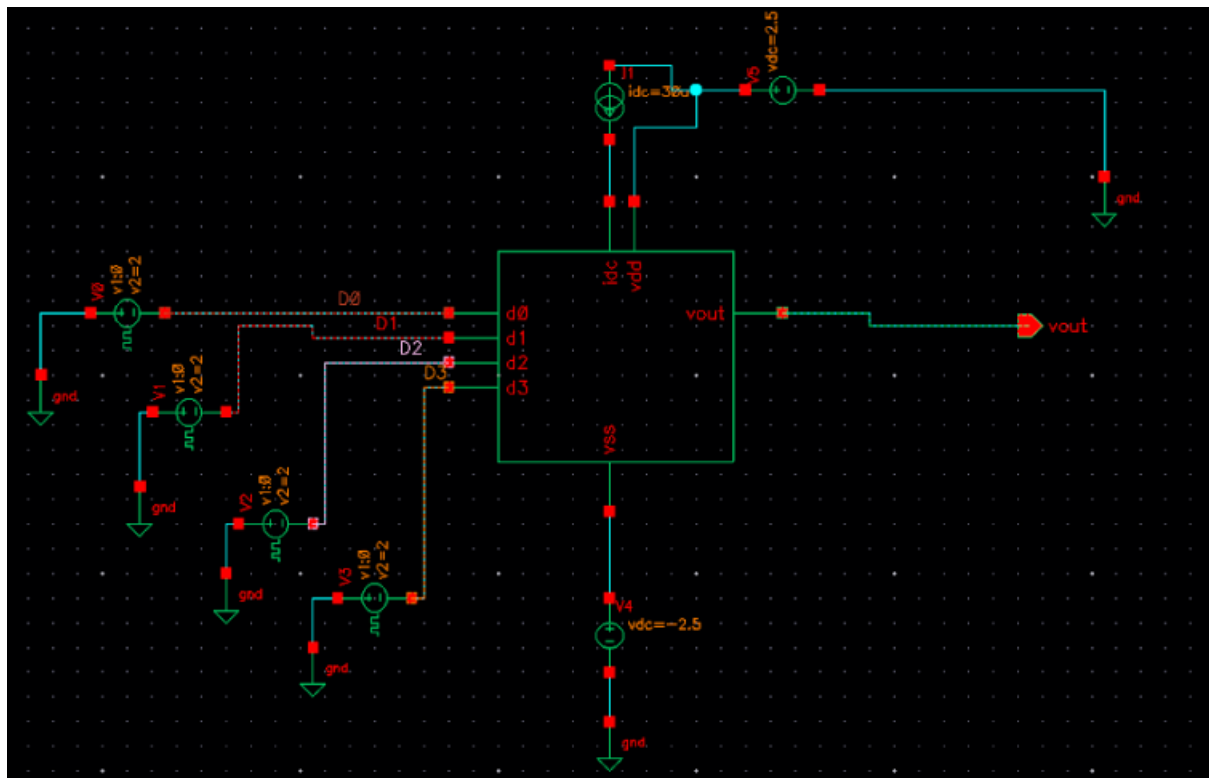 vdc=2.5
V5
I1
idc=30u
gnd
idc
vdd
v1:0
v2=2
V0
D0
d0
vout
vout
D1
d1
D2
d2
D3
d3
gnd
v1:0
v2=2
V1
vss
gnd
v1:0
v2=2
V2
gnd
v1:0
v2=2
V3
gnd
V4
vdc=-2.5
gnd